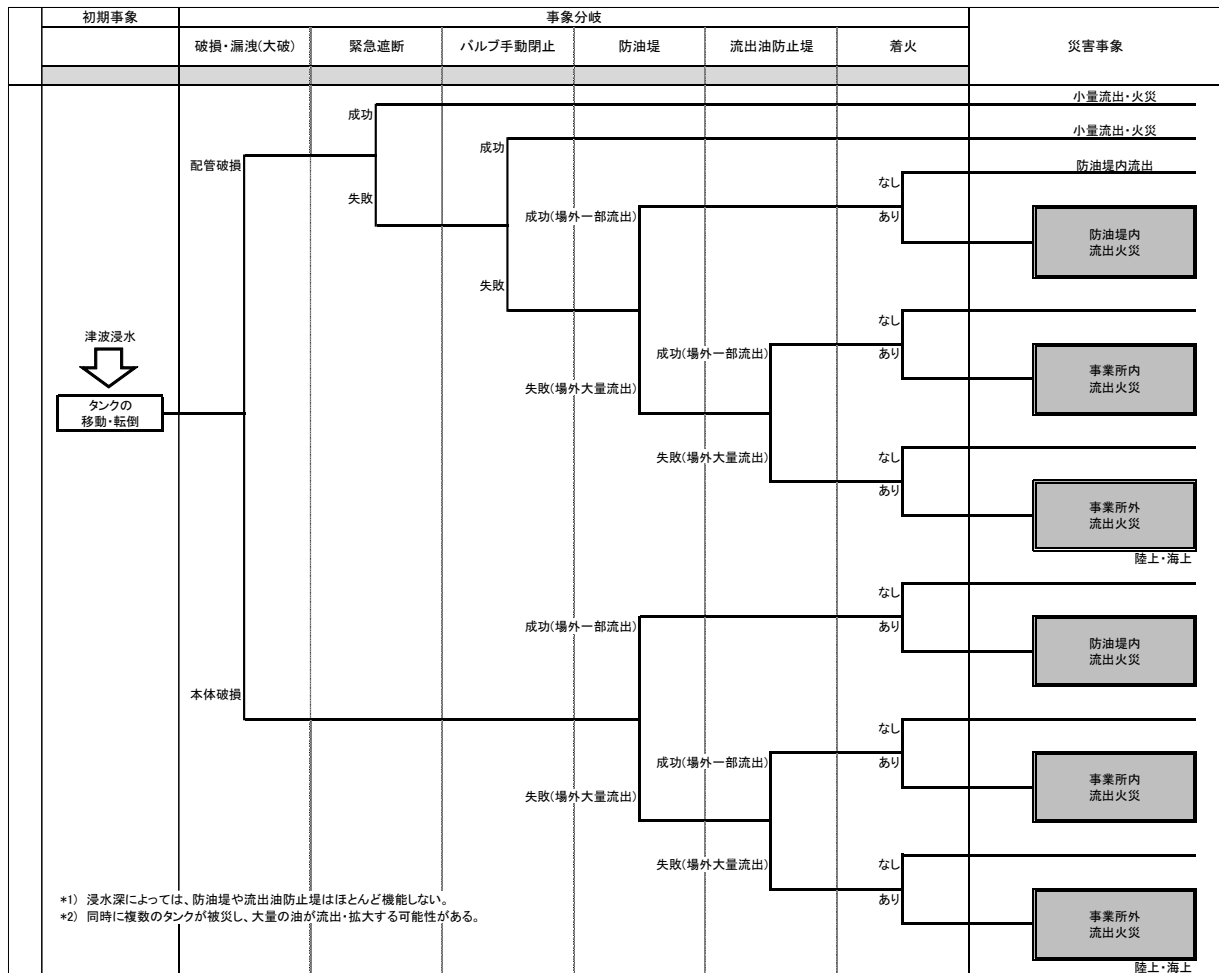 初期事象
事象分岐
破損・漏洩(大破)
緊急遮断
バルブ手動閉止
防油堤
流出油防止堤
着火
災害事象
小量流出・火災
成功
小量流出・火災
成功
配管破損
防油堤内流出
なし
失敗
成功(場外一部流出)
あり
防油堤内
流出火災
失敗
なし
津波浸水
成功(場外一部流出)
あり
事業所内
流出火災
失敗(場外大量流出)
タンクの
移動・転倒
失敗(場外大量流出)
なし
あり
事業所外
流出火災
陸上・海上
なし
成功(場外一部流出)
あり
防油堤内
流出火災
本体破損
なし
成功(場外一部流出)
あり
事業所内
流出火災
失敗(場外大量流出)
失敗(場外大量流出)
なし
あり
事業所外
流出火災
陸上・海上
*1) 浸水深によっては、防油堤や流出油防止堤はほとんど機能しない。
*2) 同時に複数のタンクが被災し、大量の油が流出・拡大する可能性がある。